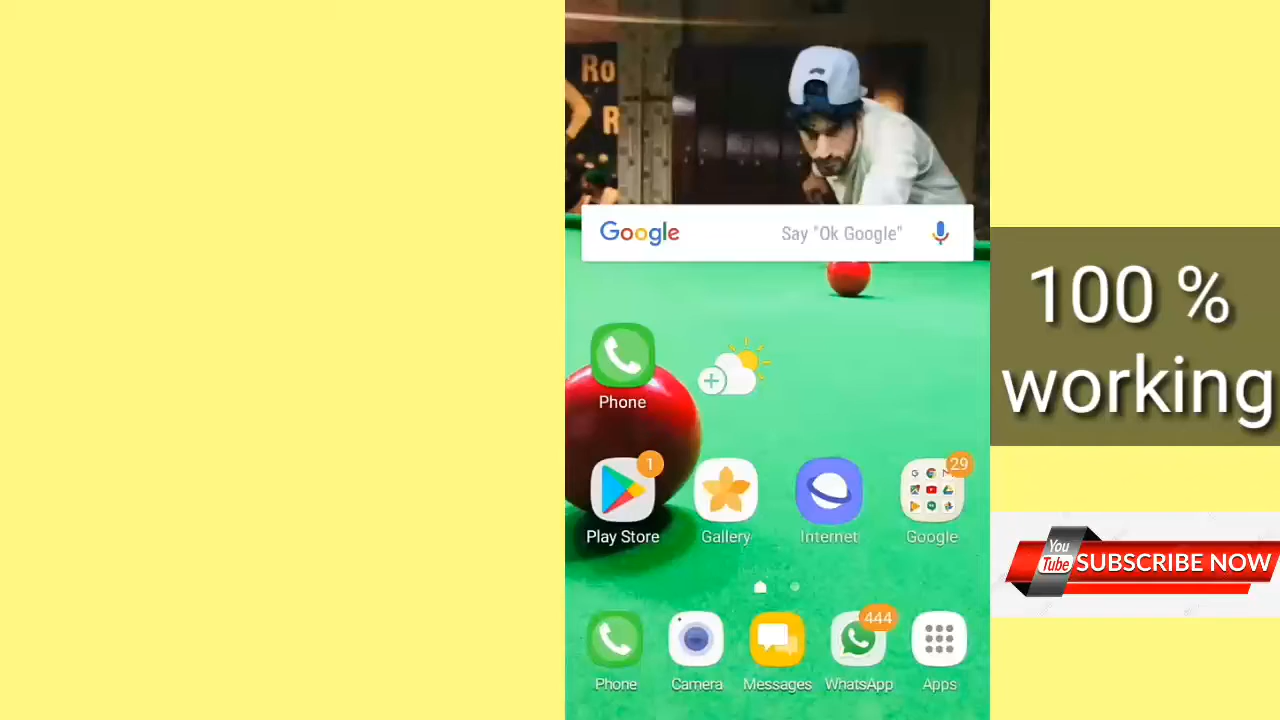 Ro
R
Google Say "Ok Google"
Phone
1
29
Play Store Gallery Internet Google
444
Phone Camera Messages WhatsApp Apps
100 %
working
You
Tube SUBSCRIBE NOW